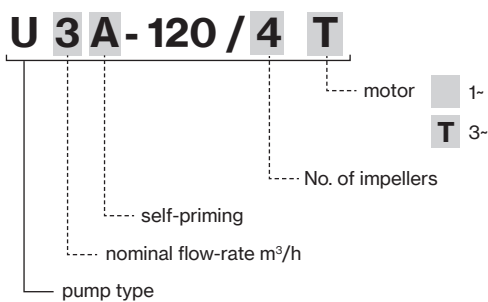 U 3 A - 120 / 4 T
motor 1~
T 3~
No. of impellers
self-priming
nominal flow-rate m³/h
pump type